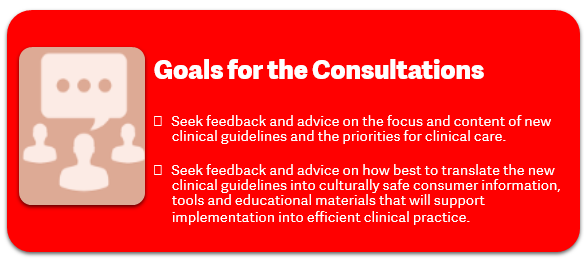 Goals for the Consultations
Seek feedback and advice on the focus and content of new
clinical guidelines and the priorities for clinical care.
Seek feedback and advice on how best to translate the new
clinical guidelines into culturally safe consumer information,
tools and educational materials that will support
implementation into efficient clinical practice.